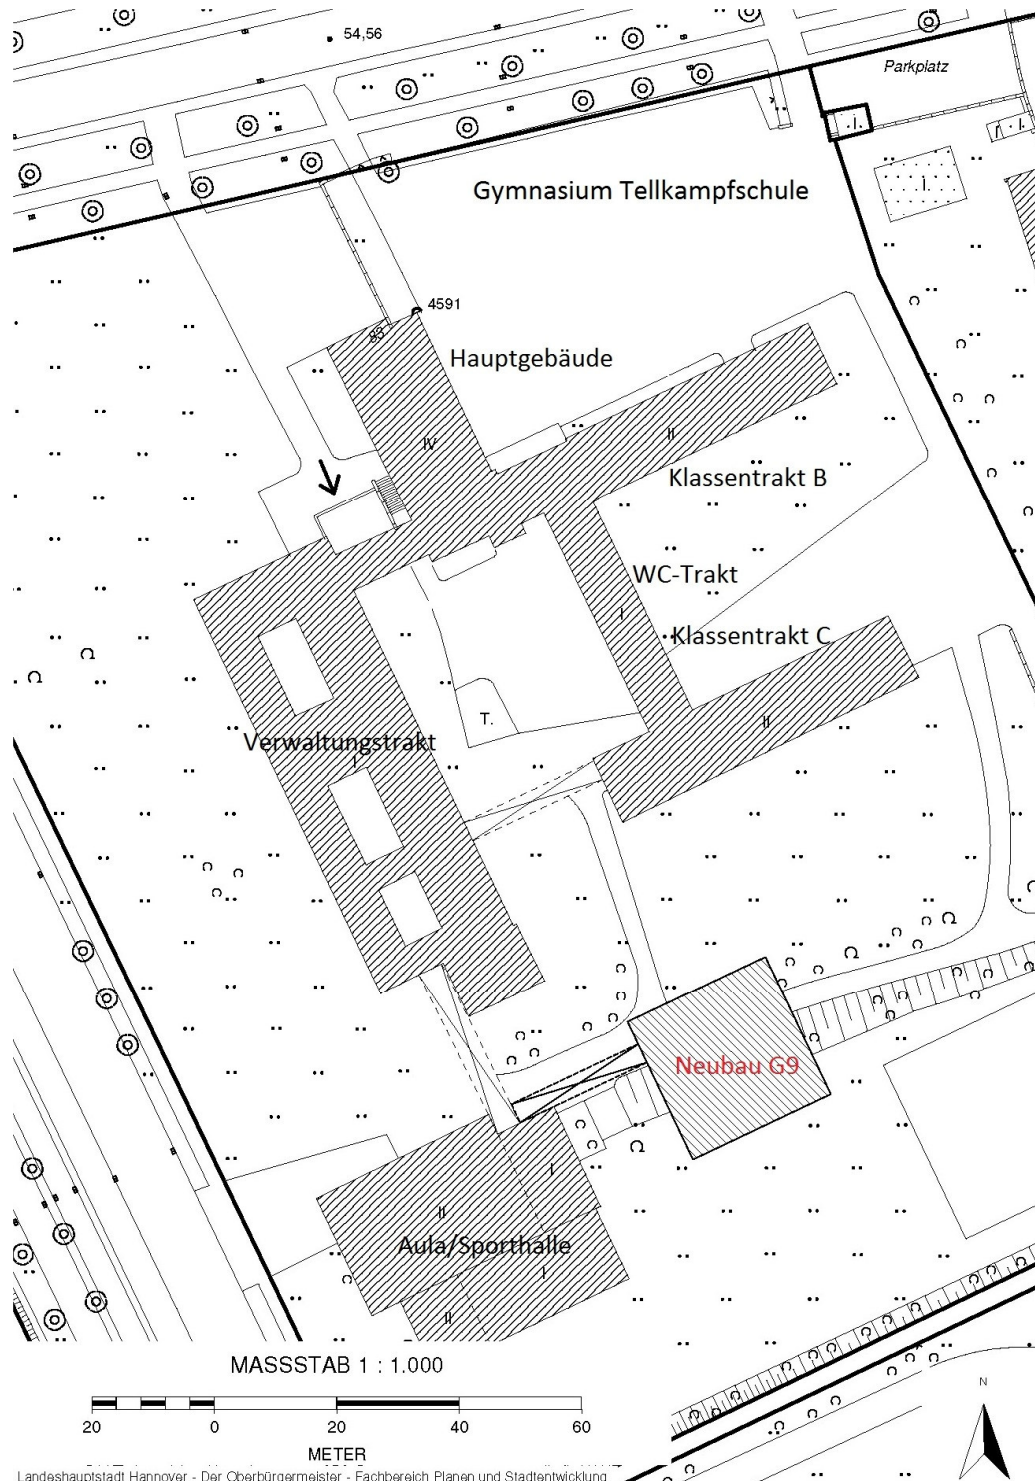 54,56
Parkplatz
I
I
I
I
Gymnasium Tellkampfschule
4591
83
Hauptgebäude
IV
II
Klassentrakt B
WC-Trakt
I
Klassentrakt C
II
T.
Verwaltungstrakt
I
Neubau G9
I
II
Aula/Sporthalle
I
II
MASSSTAB 1 : 1.000
20 0 20 40 60
METER
N
Landeshauptstadt Hannover - Der Oberbürgermeister - Fachbereich Planen und Stadtentwicklung